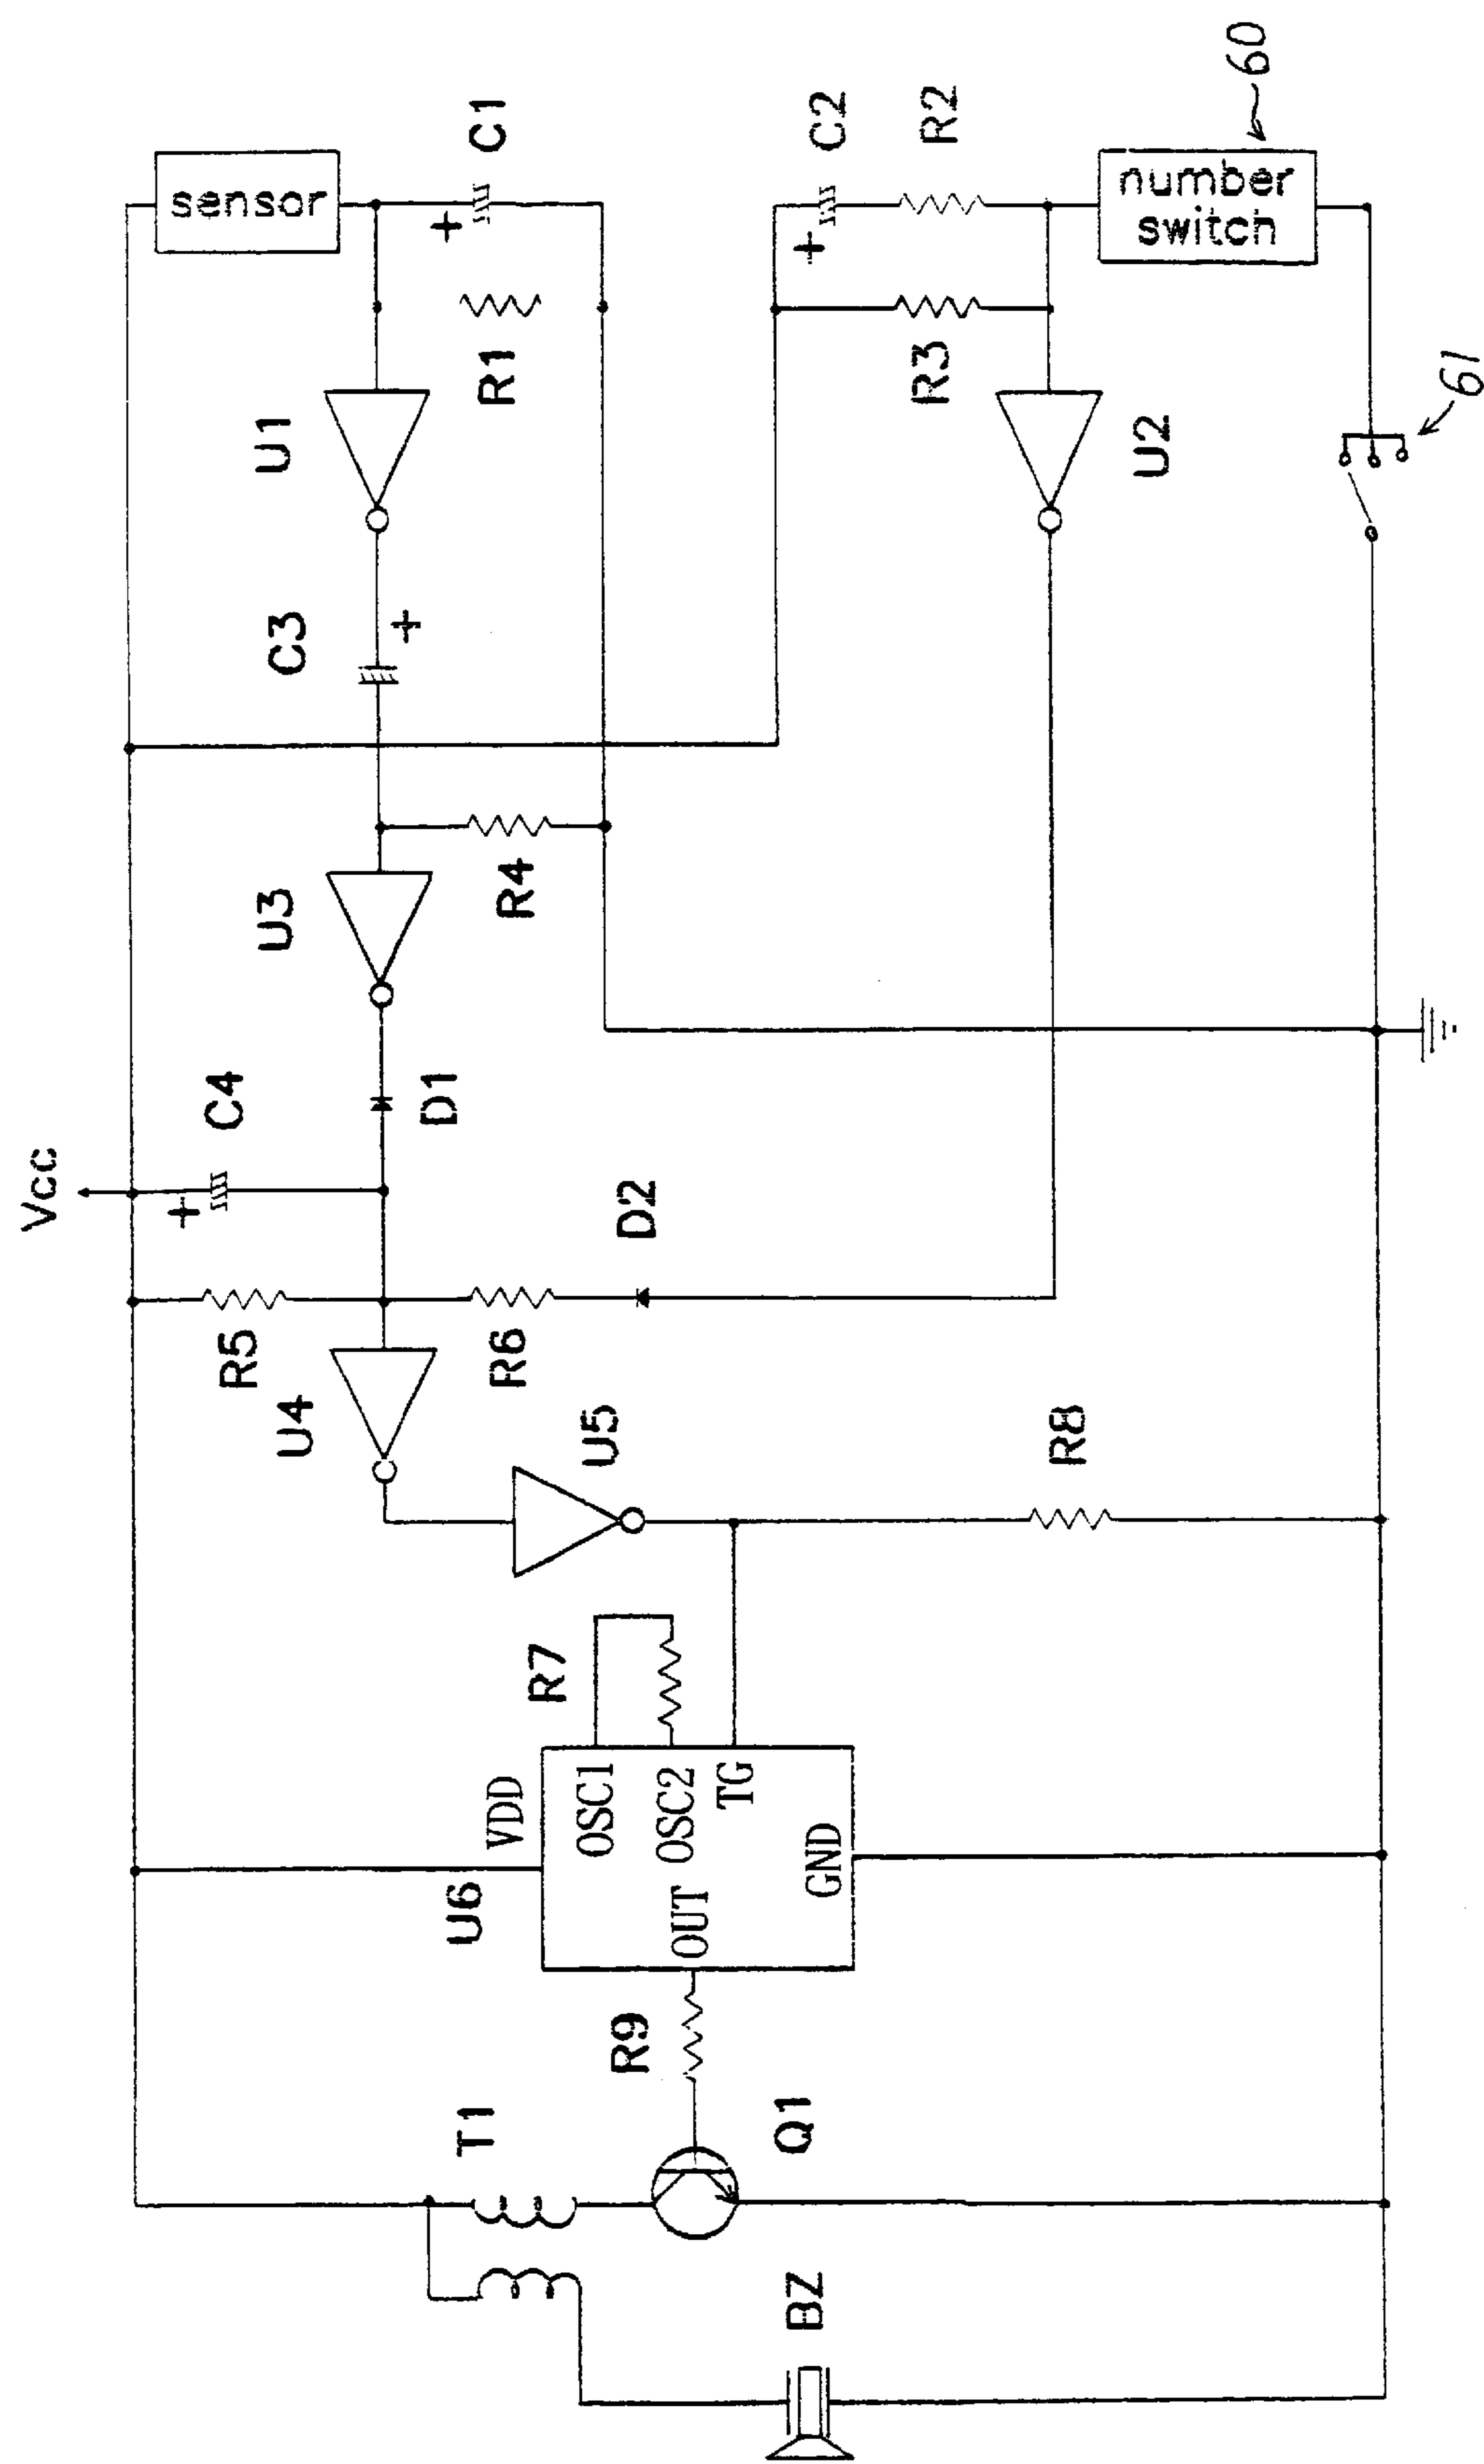 Vcc
sensor
C1
R1
U1
C3
U3
R4
C4
D1
D2
R5
R6
U4
U5
R8
C2
R2
R3
U2
number
switch
60
61
R7
U6
VDD
OSC1
OSC2
TG
OUT
GND
R9
T1
Q1
BZ